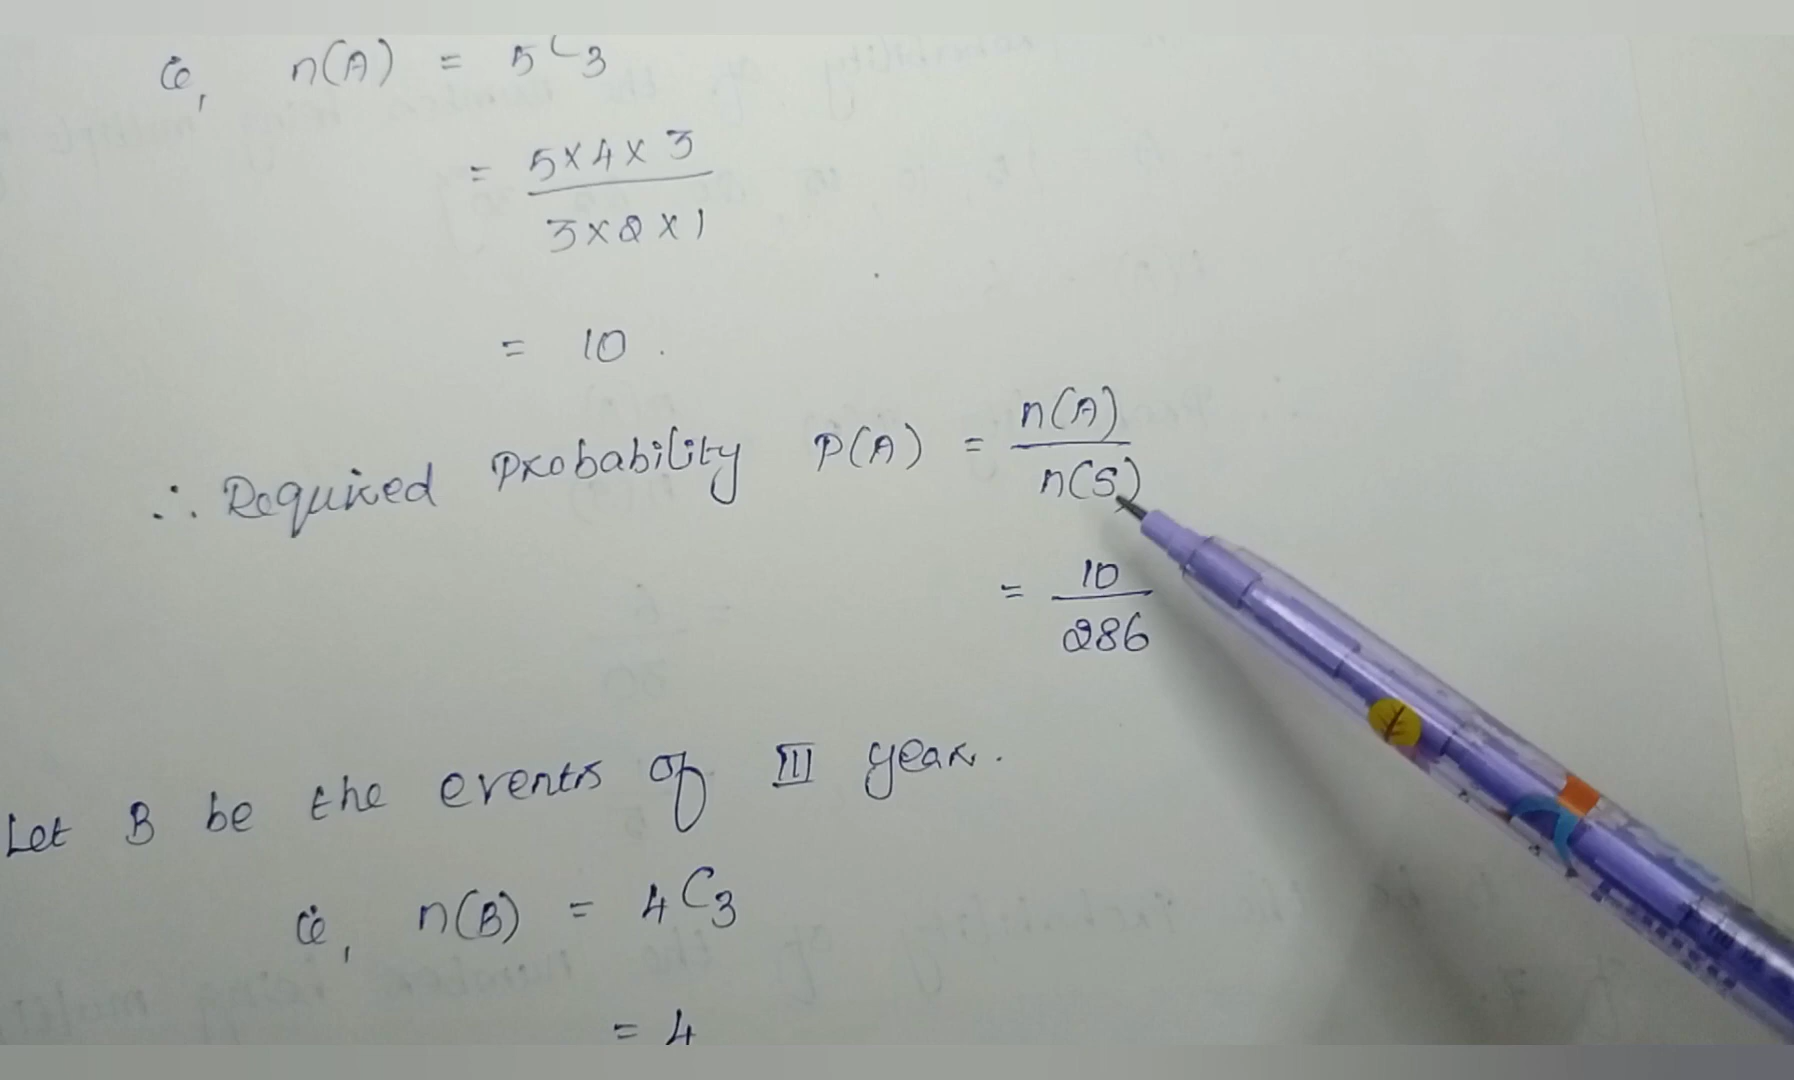 ie, n(A) = 5C3
= 5×4×3
3×2×1
= 10.
∴ Required Probability P(A) = n(A)
n(S)
= 10
286
Let B be the events of III year.
ie, n(B) = 4C3
= 4